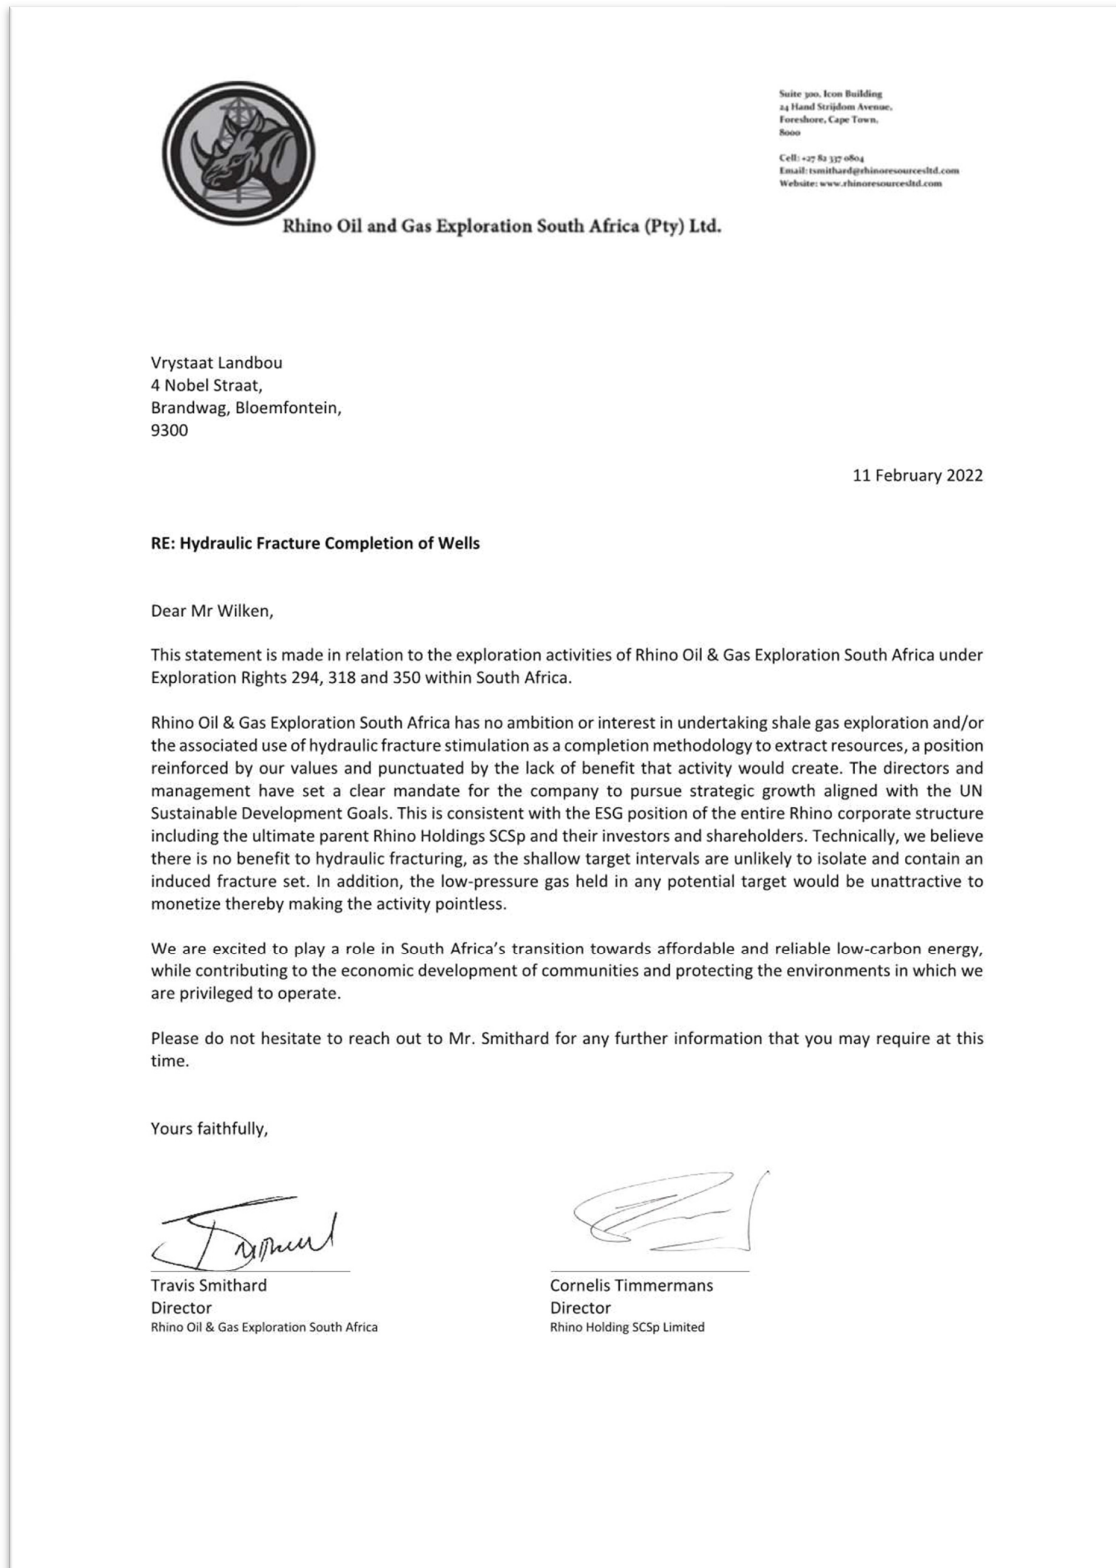 Suite 300, Icon Building
24 Hand Strijdom Avenue,
Foreshore, Cape Town,
8000
Cell: +27 82 337 0804
Email: tsmithard@rhinoresourcesltd.com
Website: www.rhinoresourcesltd.com
Rhino Oil and Gas Exploration South Africa (Pty) Ltd.
Vrystaat Landbou
4 Nobel Straat,
Brandwag, Bloemfontein,
9300
11 February 2022
RE: Hydraulic Fracture Completion of Wells
Dear Mr Wilken,
This statement is made in relation to the exploration activities of Rhino Oil & Gas Exploration South Africa under
Exploration Rights 294, 318 and 350 within South Africa.
Rhino Oil & Gas Exploration South Africa has no ambition or interest in undertaking shale gas exploration and/or
the associated use of hydraulic fracture stimulation as a completion methodology to extract resources, a position
reinforced by our values and punctuated by the lack of benefit that activity would create. The directors and
management have set a clear mandate for the company to pursue strategic growth aligned with the UN
Sustainable Development Goals. This is consistent with the ESG position of the entire Rhino corporate structure
including the ultimate parent Rhino Holdings SCSp and their investors and shareholders. Technically, we believe
there is no benefit to hydraulic fracturing, as the shallow target intervals are unlikely to isolate and contain an
induced fracture set. In addition, the low-pressure gas held in any potential target would be unattractive to
monetize thereby making the activity pointless.
We are excited to play a role in South Africa’s transition towards affordable and reliable low-carbon energy,
while contributing to the economic development of communities and protecting the environments in which we
are privileged to operate.
Please do not hesitate to reach out to Mr. Smithard for any further information that you may require at this
time.
Yours faithfully,
Travis Smithard
Director
Rhino Oil & Gas Exploration South Africa
Cornelis Timmermans
Director
Rhino Holding SCSp Limited